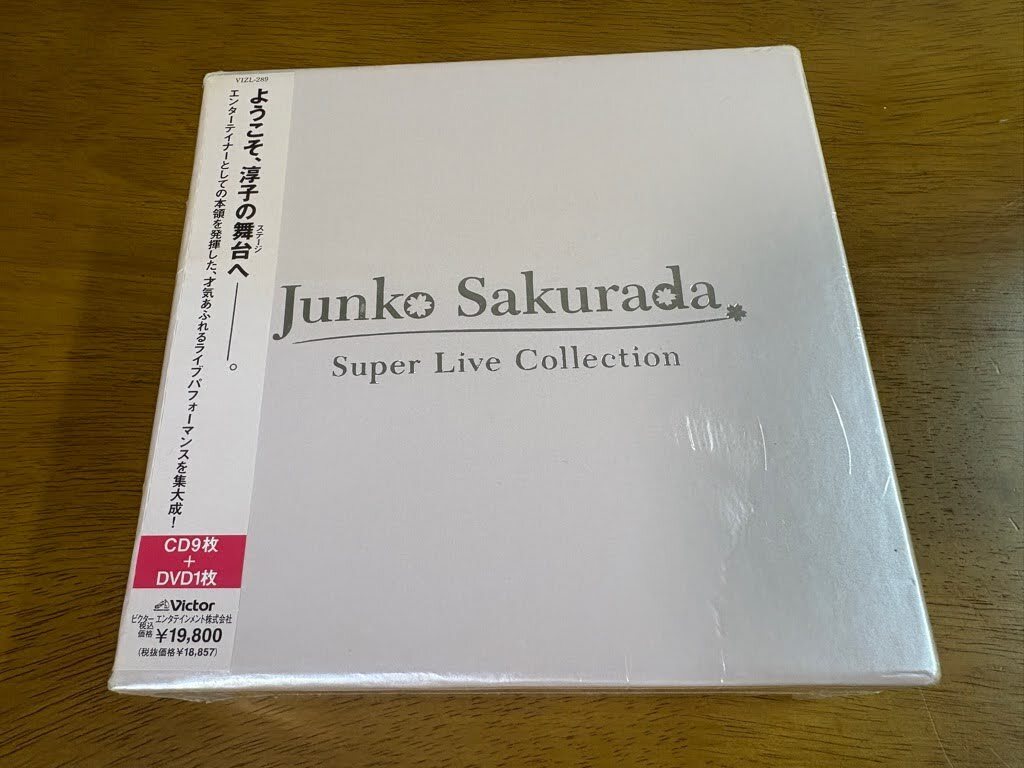 VIZL-289
ようこそ、淳子の舞台へ――。
ステージ
エンターテイナーとしての本領を発揮した、才気あふれるライブパフォーマンスを集大成!
Junko Sakurada
Super Live Collection
CD9枚
+
DVD1枚
Victor
ビクター エンタテインメント株式会社
税込
価格 ¥19,800
(税抜価格¥18,857)